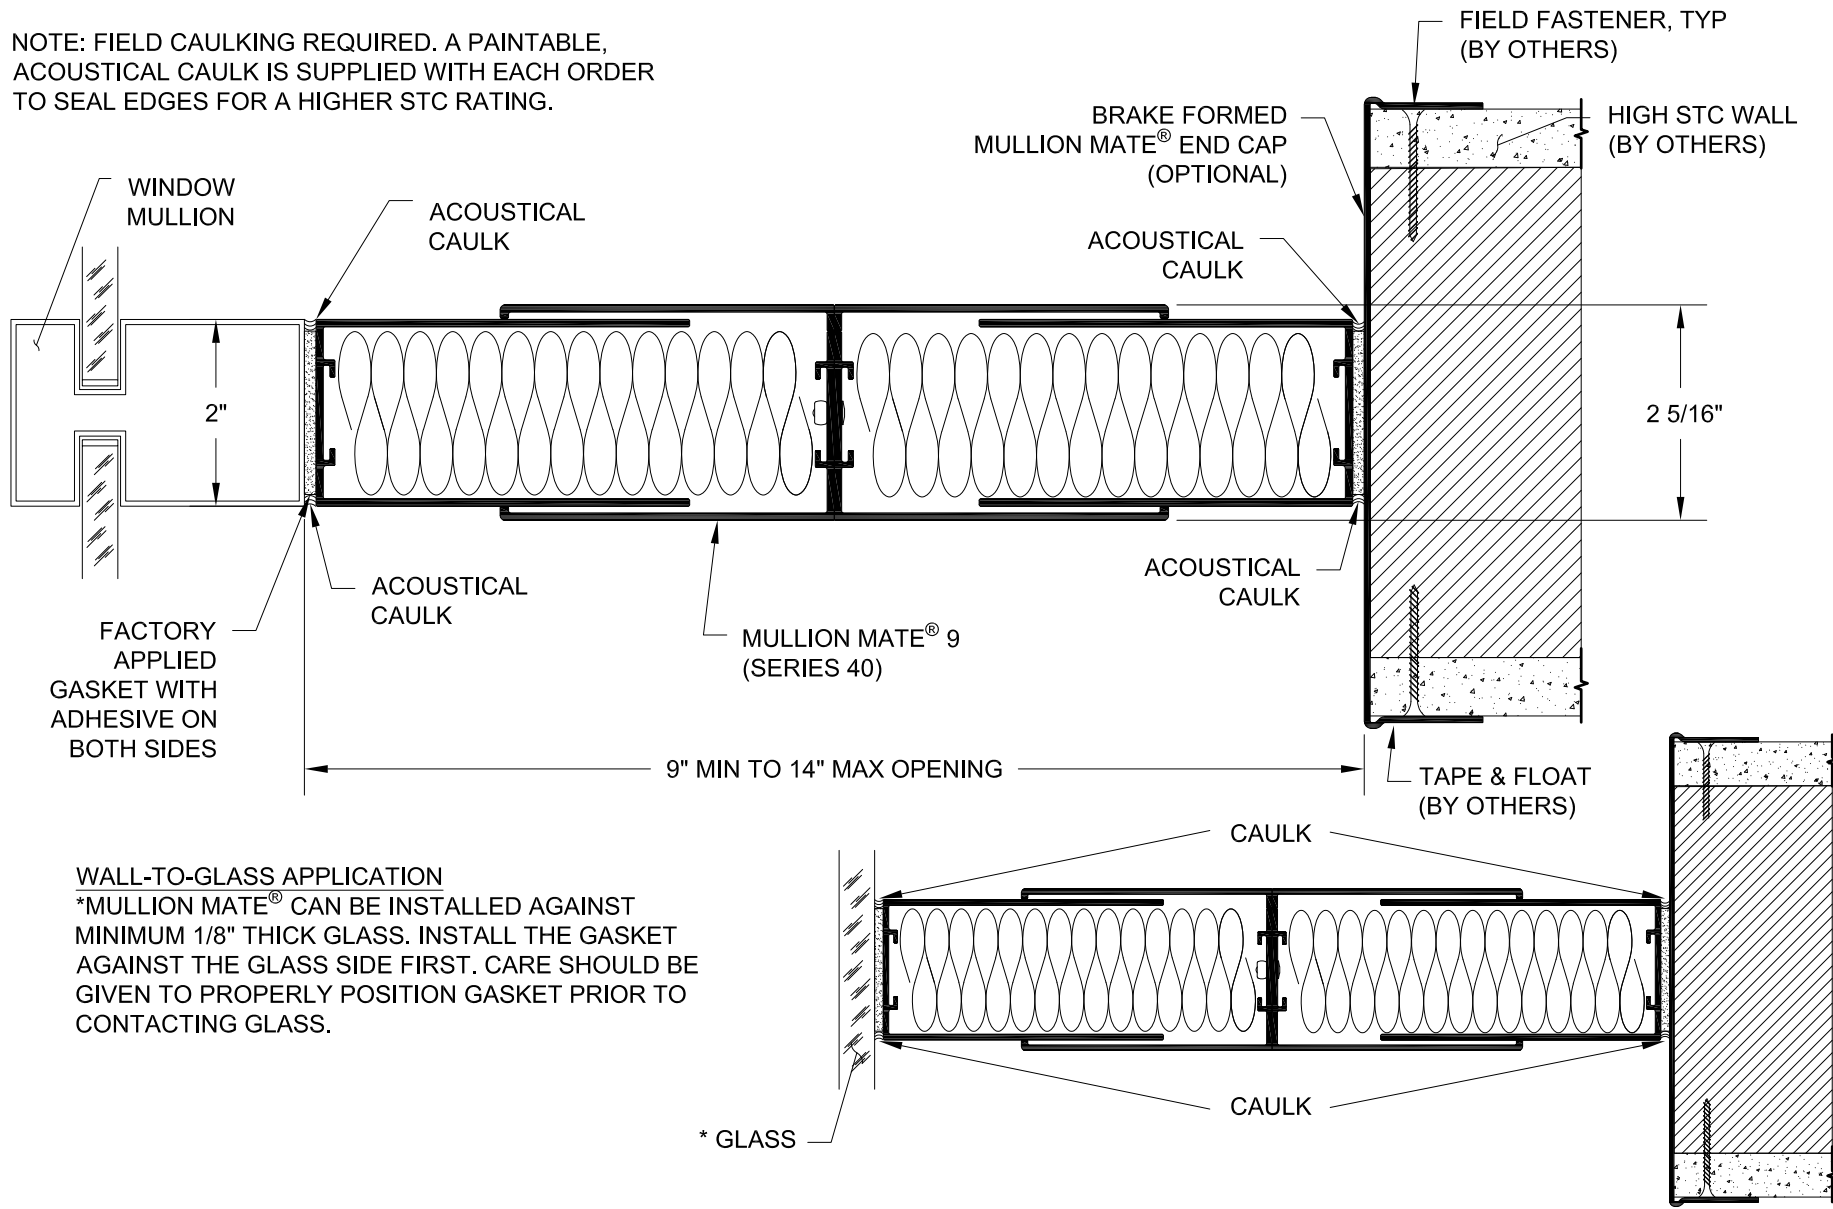 NOTE: FIELD CAULKING REQUIRED. A PAINTABLE,
ACOUSTICAL CAULK IS SUPPLIED WITH EACH ORDER
TO SEAL EDGES FOR A HIGHER STC RATING.
FIELD FASTENER, TYP
(BY OTHERS)
BRAKE FORMED
MULLION MATE® END CAP
(OPTIONAL)
HIGH STC WALL
(BY OTHERS)
WINDOW
MULLION
ACOUSTICAL
CAULK
ACOUSTICAL
CAULK
2"
2 5/16"
ACOUSTICAL
CAULK
ACOUSTICAL
CAULK
FACTORY
APPLIED
GASKET WITH
ADHESIVE ON
BOTH SIDES
MULLION MATE® 9
(SERIES 40)
9" MIN TO 14" MAX OPENING
TAPE & FLOAT
(BY OTHERS)
WALL-TO-GLASS APPLICATION
*MULLION MATE® CAN BE INSTALLED AGAINST
MINIMUM 1/8" THICK GLASS. INSTALL THE GASKET
AGAINST THE GLASS SIDE FIRST. CARE SHOULD BE
GIVEN TO PROPERLY POSITION GASKET PRIOR TO
CONTACTING GLASS.
CAULK
CAULK
* GLASS